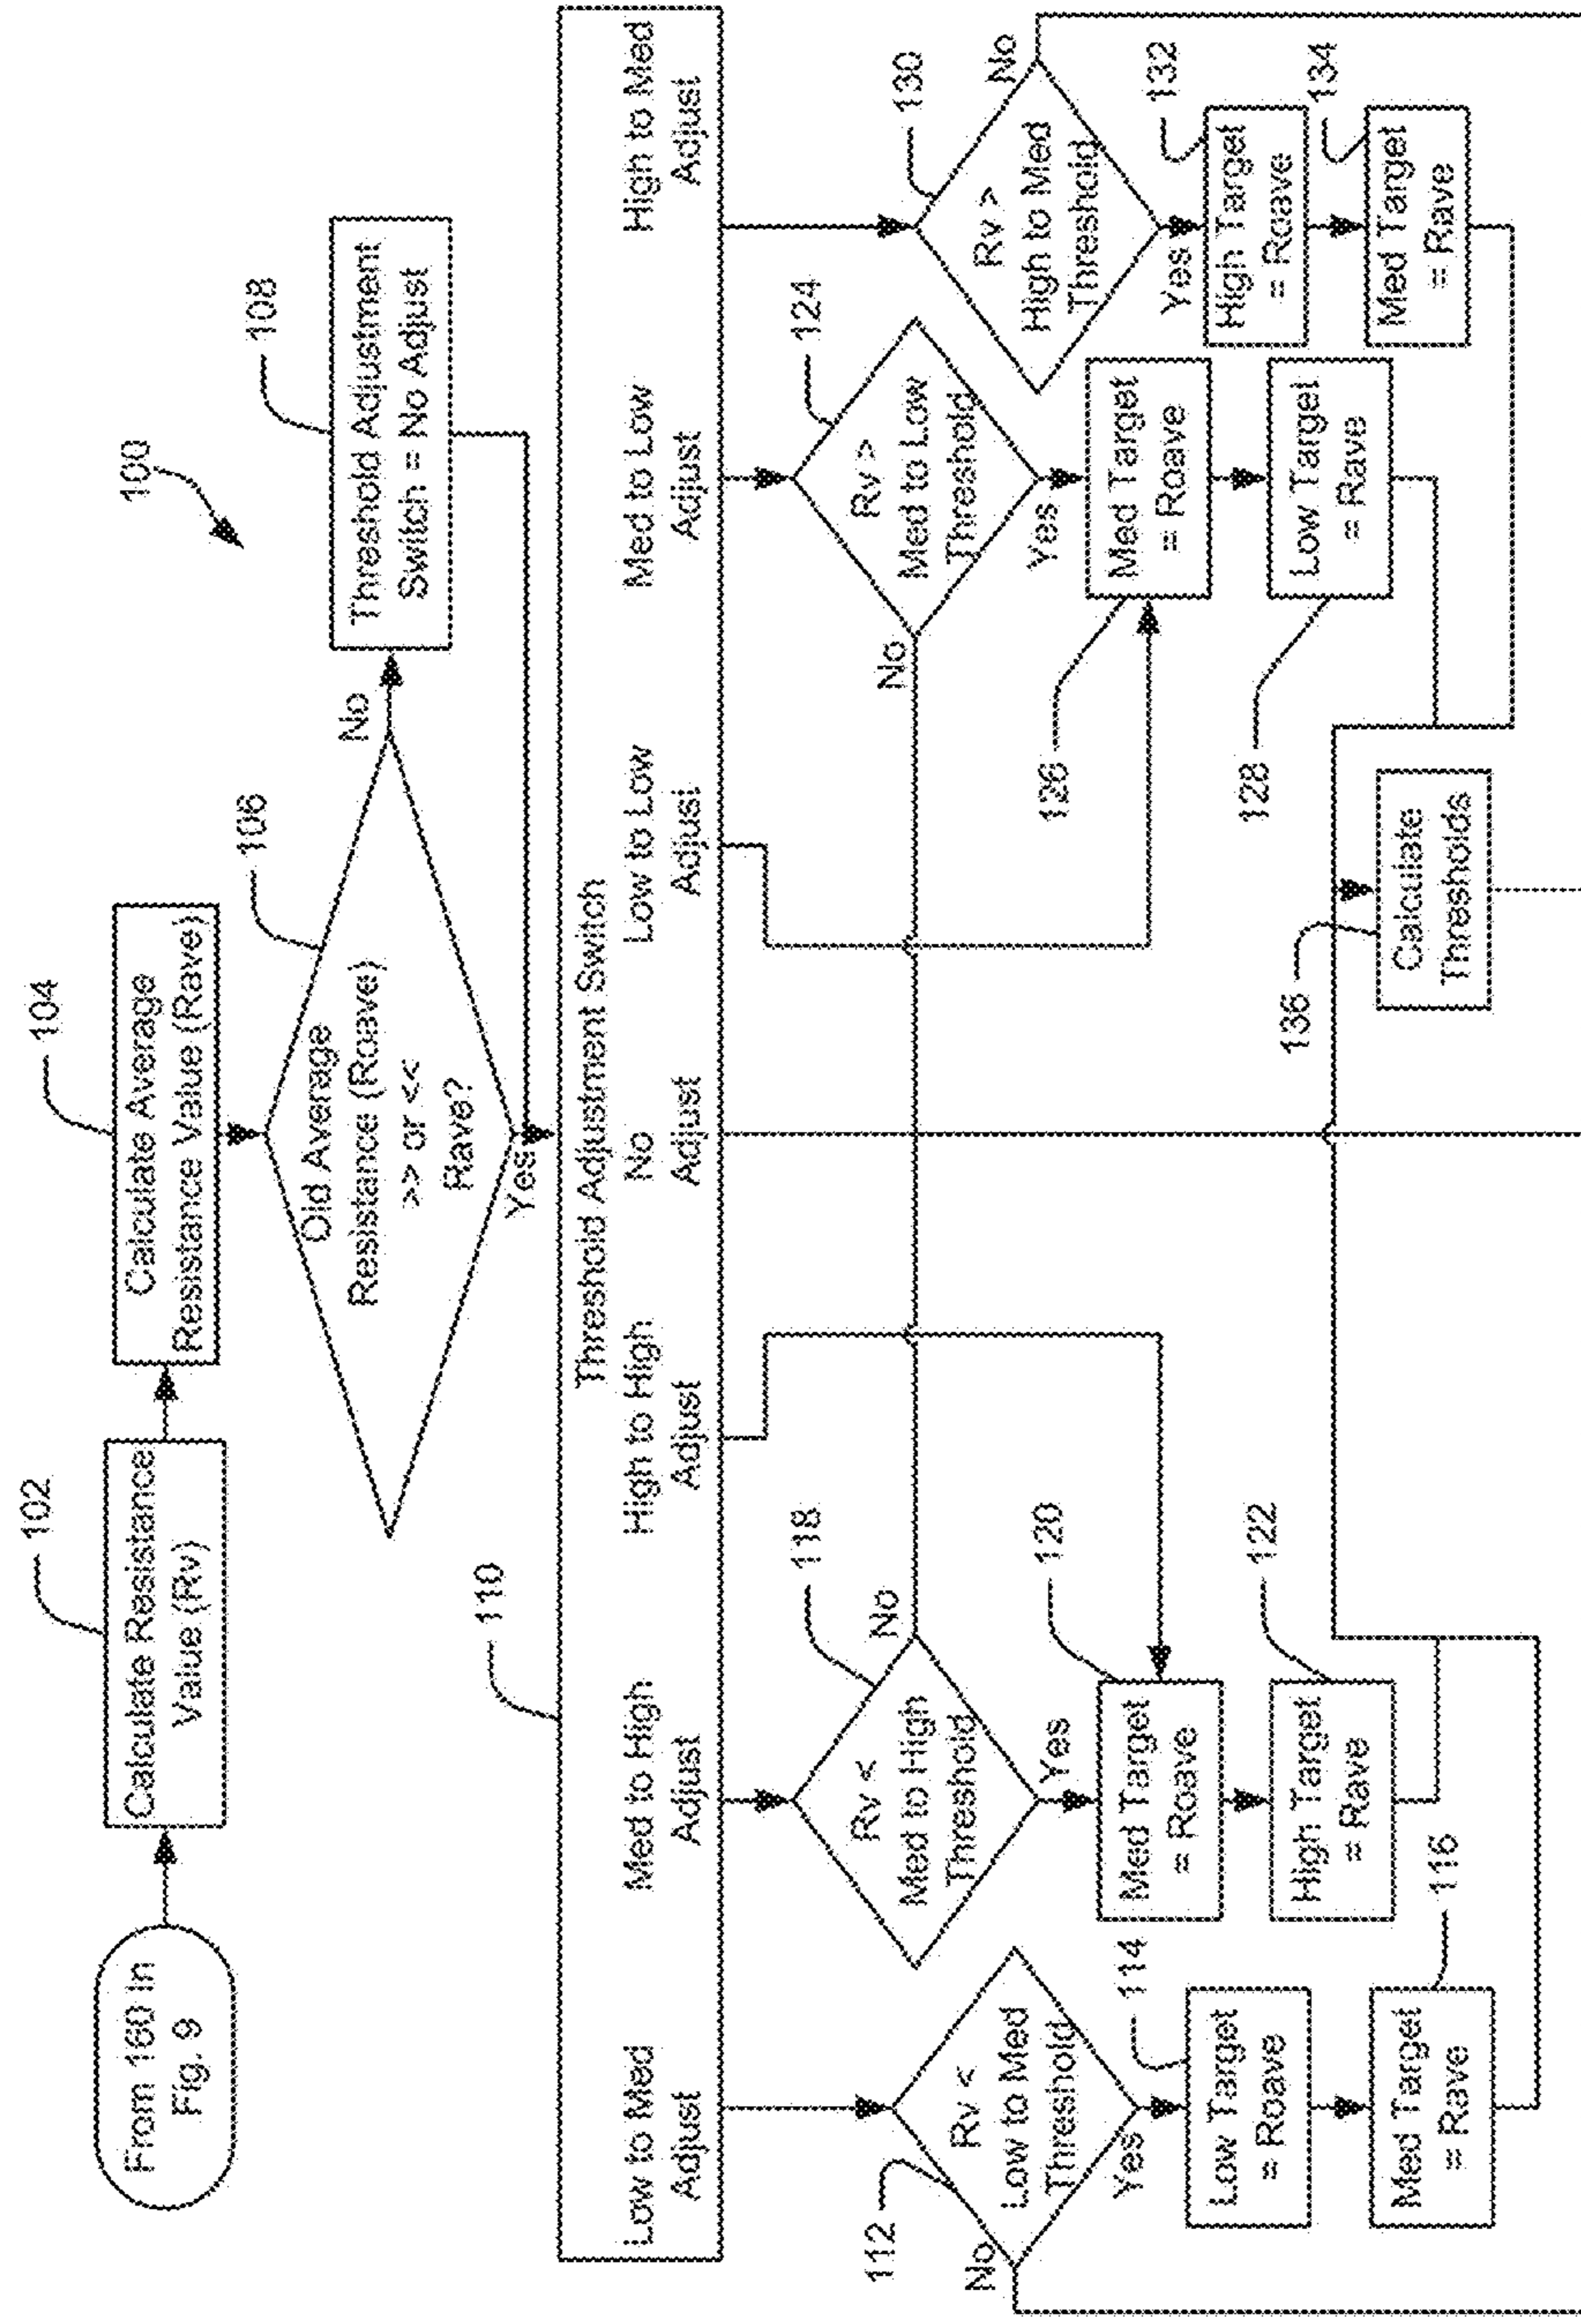 100
From 160 in
Fig. 9
102
Calculate Resistance
Value (Rv)
104
Calculate Average
Resistance Value (Rave)
106
Old Average
Resistance (Roave)
>> or <<
Rave?
No
Yes
108
Threshold Adjustment
Switch = No Adjust
110
Threshold Adjustment Switch
Low to Med
Adjust
Med to High
Adjust
High to High
Adjust
No
Adjust
Low to Low
Adjust
Med to Low
Adjust
High to Med
Adjust
112
Rv <
Low to Med
Threshold
No
Yes
114
Low Target
= Roave
116
Med Target
= Rave
118
Rv <
Med to High
Threshold
No
Yes
120
Med Target
= Roave
122
High Target
= Rave
124
Rv >
Med to Low
Threshold
No
Yes
126
Med Target
= Roave
128
Low Target
= Rave
130
Rv >
High to Med
Threshold
No
Yes
132
High Target
= Roave
134
Med Target
= Rave
136
Calculate
Thresholds